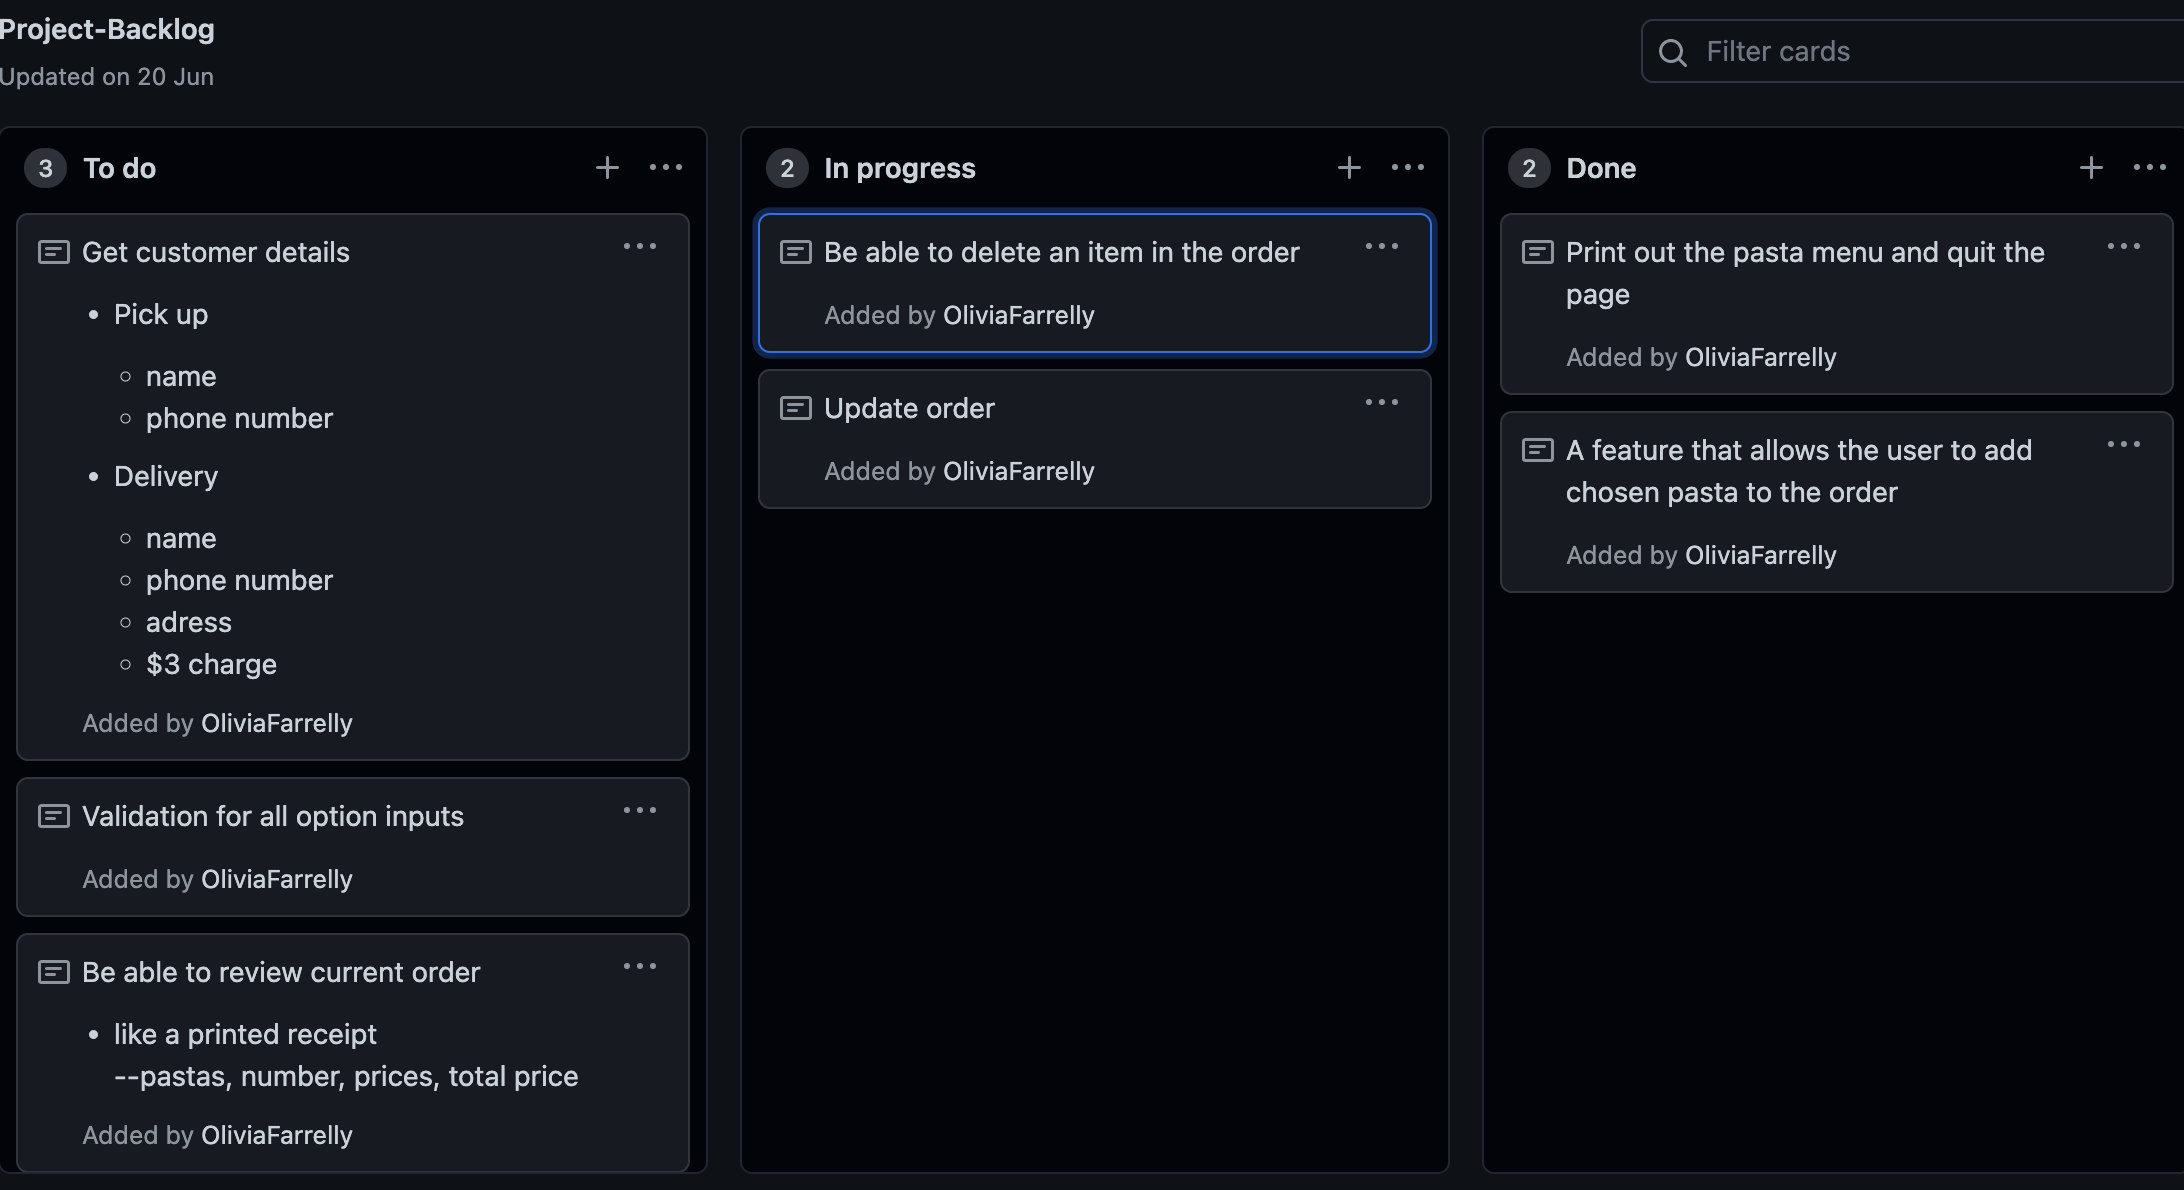 Project-Backlog
Updated on 20 Jun
Filter cards
3 To do
Get customer details
Pick up
name
phone number
Delivery
name
phone number
adress
$3 charge
Added by OliviaFarrelly
Validation for all option inputs
Added by OliviaFarrelly
Be able to review current order
like a printed receipt
--pastas, number, prices, total price
Added by OliviaFarrelly
2 In progress
Be able to delete an item in the order
Added by OliviaFarrelly
Update order
Added by OliviaFarrelly
2 Done
Print out the pasta menu and quit the
page
Added by OliviaFarrelly
A feature that allows the user to add
chosen pasta to the order
Added by OliviaFarrelly